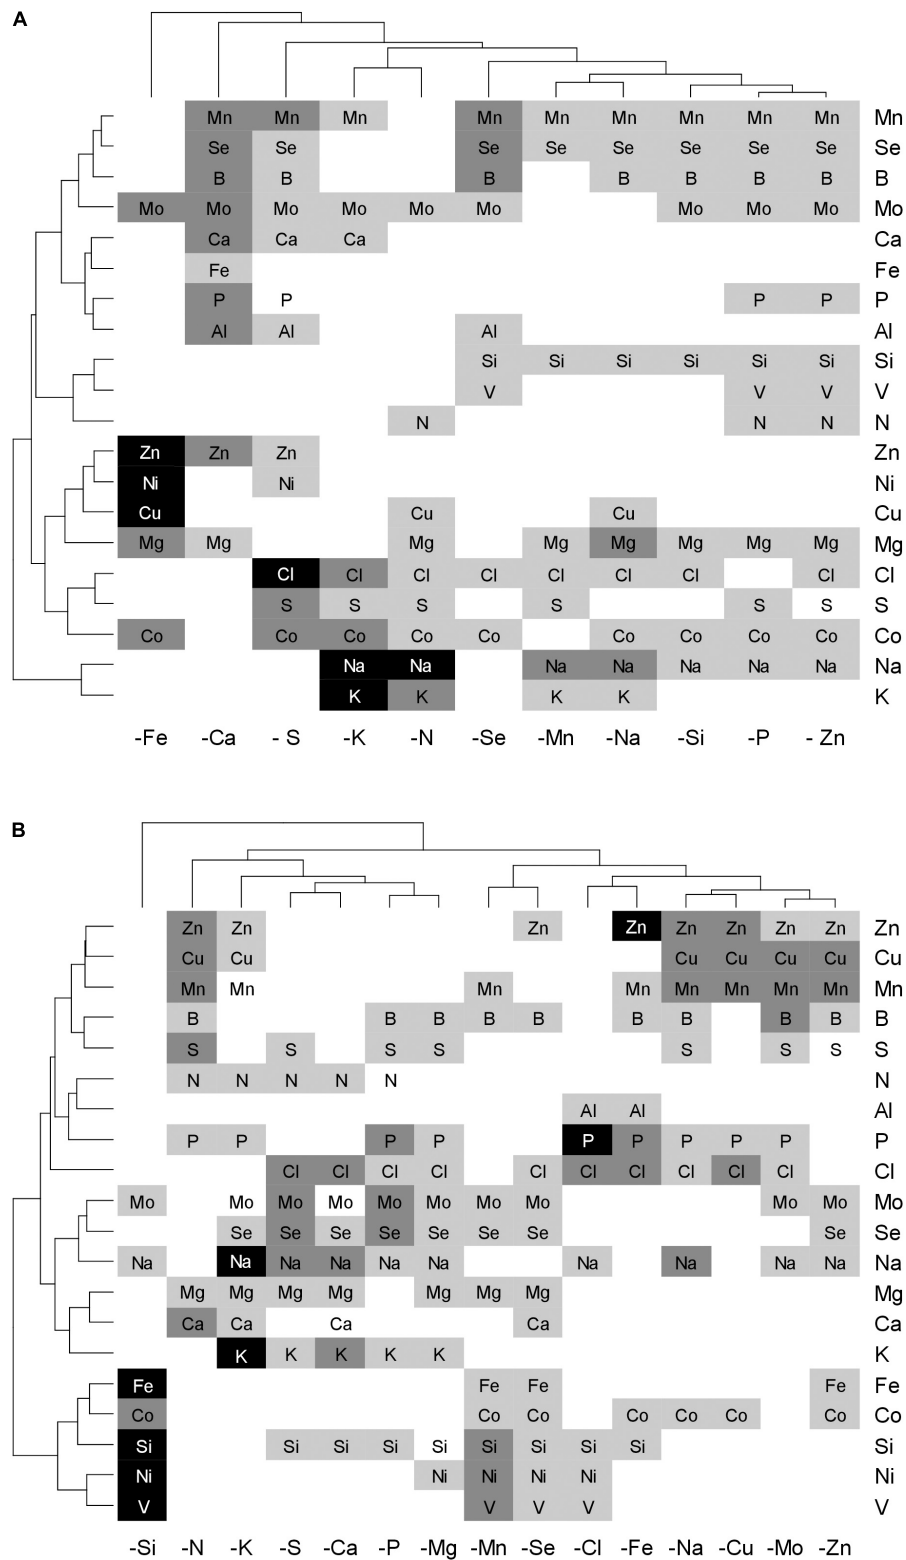 A
Mn Mn Mn Mn Mn Mn Mn Mn Mn Mn
Se Se Se Se Se Se Se Se Se
B B B B B B B B
Mo Mo Mo Mo Mo Mo Mo Mo Mo Mo
Ca Ca Ca Ca
Fe Fe
P P P P P
Al Al Al Al
Si Si Si Si Si Si Si
V V V V
N N N N
Zn Zn Zn Zn
Ni Ni Ni
Cu Cu Cu Cu
Mg Mg Mg Mg Mg Mg Mg Mg Mg
Cl Cl Cl Cl Cl Cl Cl Cl Cl
S S S S S S S
Co Co Co Co Co Co Co Co Co Co
Na Na Na Na Na Na Na Na
K K K K K
-Fe -Ca - S -K -N -Se -Mn -Na -Si -P - Zn
B
Zn Zn Zn Zn Zn Zn Zn Zn Zn
Cu Cu Cu Cu Cu Cu Cu
Mn Mn Mn Mn Mn Mn Mn Mn Mn
B B B B B B B B B B
S S S S S S S S
N N N N N N
Al Al Al
P P P P P P P P P P
Cl Cl Cl Cl Cl Cl Cl Cl Cl Cl Cl
Mo Mo Mo Mo Mo Mo Mo Mo Mo Mo Mo
Se Se Se Se Se Se Se Se Se
Na Na Na Na Na Na Na Na Na Na Na
Mg Mg Mg Mg Mg Mg Mg Mg
Ca Ca Ca Ca Ca
K K K K K K
Fe Fe Fe Fe Fe
Co Co Co Co Co Co Co Co
Si Si Si Si Si Si Si Si Si Si
Ni Ni Ni Ni Ni Ni
V V V V V
-Si -N -K -S -Ca -P -Mg -Mn -Se -Cl -Fe -Na -Cu -Mo -Zn